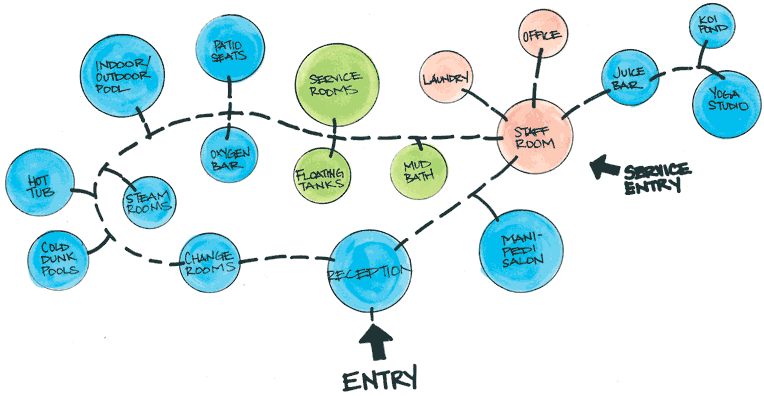 KOI
POND
PATIO
SEATS
OFFICE
INDOOR/
OUTDOOR
POOL
SERVICE
ROOMS
LAUNDRY
JUICE
BAR
YOGA
STUDIO
STAFF
ROOM
OXYGEN
BAR
FLOATING
TANKS
MUD
BATH
SERVICE
ENTRY
HOT
TUB
STEAM
ROOMS
COLD
DUNK
POOLS
CHANGE
ROOMS
RECEPTION
MANI-
PEDI
SALON
ENTRY